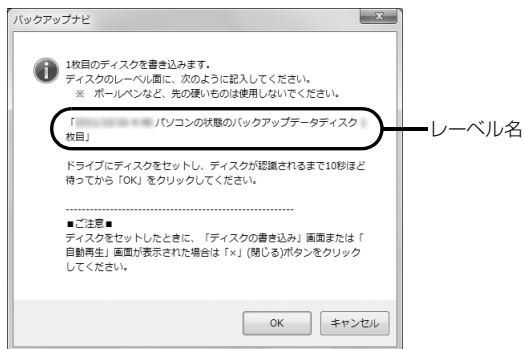 バックアップナビ
1枚目のディスクを書き込みます。
ディスクのレーベル面に、次のように記入してください。
※ ボールペンなど、先の硬いものは使用しないでください。
「 パソコンの状態のバックアップデータディスク
枚目」
レーベル名
ドライブにディスクをセットし、ディスクが認識されるまで10秒ほど
待ってから「OK」をクリックしてください。
------------------------------------------------------------
■ご注意■
ディスクをセットしたときに、「ディスクの書き込み」画面または「
自動再生」画面が表示された場合は「×」(閉じる)ボタンをクリック
してください。
OK
キャンセル